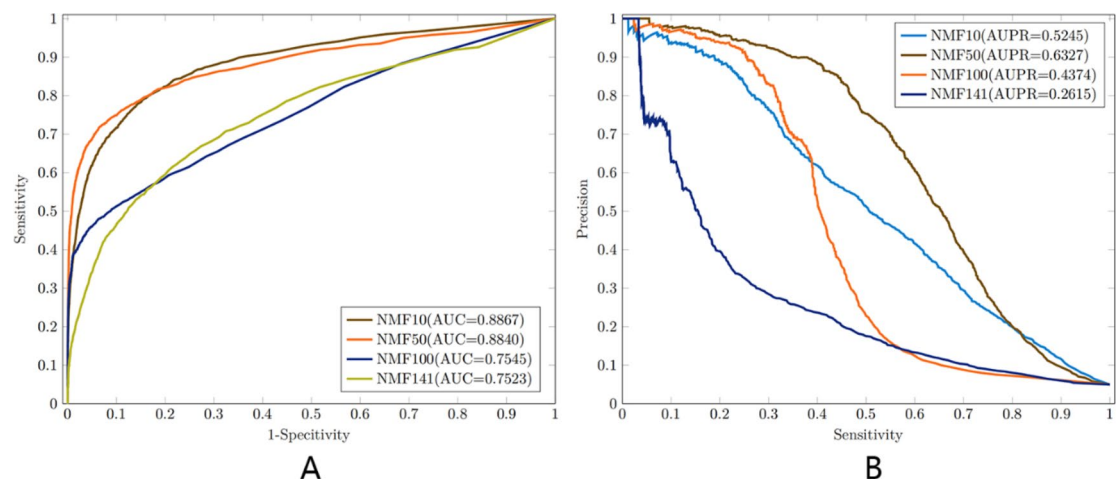 1
0.9
0.8
0.7
0.6
0.5
0.4
0.3
0.2
0.1
0
Sensitivity
NMF10(AUC=0.8867)
NMF50(AUC=0.8840)
NMF100(AUC=0.7545)
NMF141(AUC=0.7523)
0 0.1 0.2 0.3 0.4 0.5 0.6 0.7 0.8 0.9 1
1-Specitivity
A
1
0.9
0.8
0.7
0.6
0.5
0.4
0.3
0.2
0.1
0
Precision
NMF10(AUPR=0.5245)
NMF50(AUPR=0.6327)
NMF100(AUPR=0.4374)
NMF141(AUPR=0.2615)
0 0.1 0.2 0.3 0.4 0.5 0.6 0.7 0.8 0.9 1
Sensitivity
B